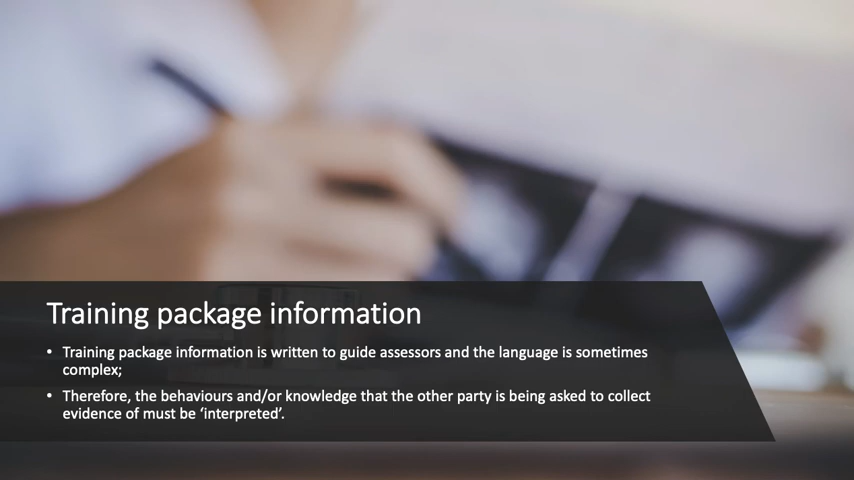 Training package information
• Training package information is written to guide assessors and the language is sometimes
complex;
• Therefore, the behaviours and/or knowledge that the other party is being asked to collect
evidence of must be ‘interpreted’.